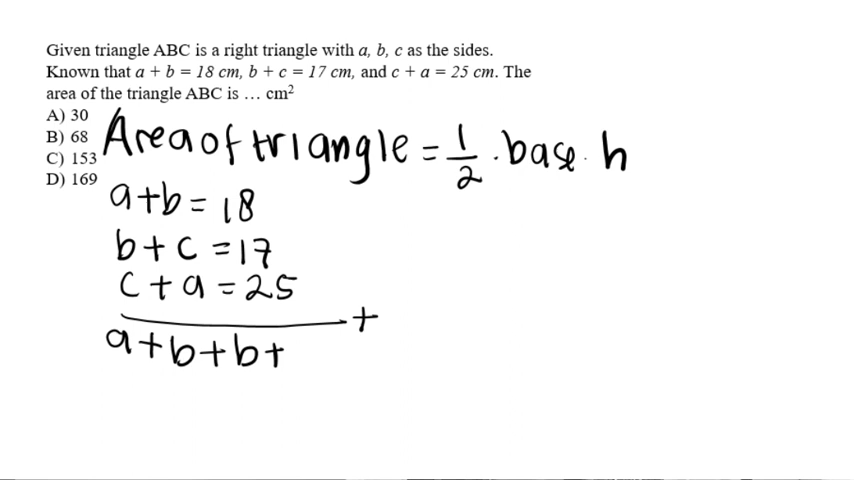 Given triangle ABC is a right triangle with a, b, c as the sides.
Known that a + b = 18 cm, b + c = 17 cm, and c + a = 25 cm. The
area of the triangle ABC is … cm²
A) 30
B) 68
C) 153
D) 169
Area of triangle = 1/2 . base . h
a+b = 18
b + c = 17
c + a = 25
+
a + b + b +